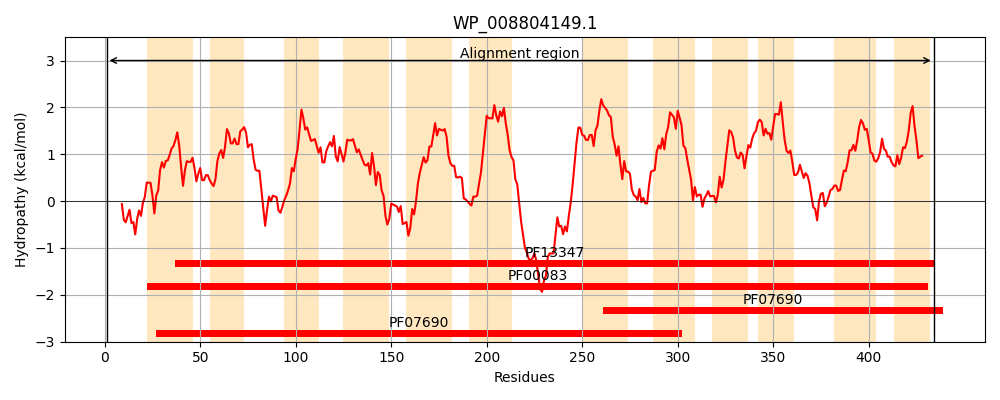 WP_008804149.1
Alignment region
Hydropathy (kcal/mol)
3
2
1
0
−1
−2
−3
PF13347
PF00083
PF07690
PF07690
0 50 100 150 200 250 300 350 400
Residues